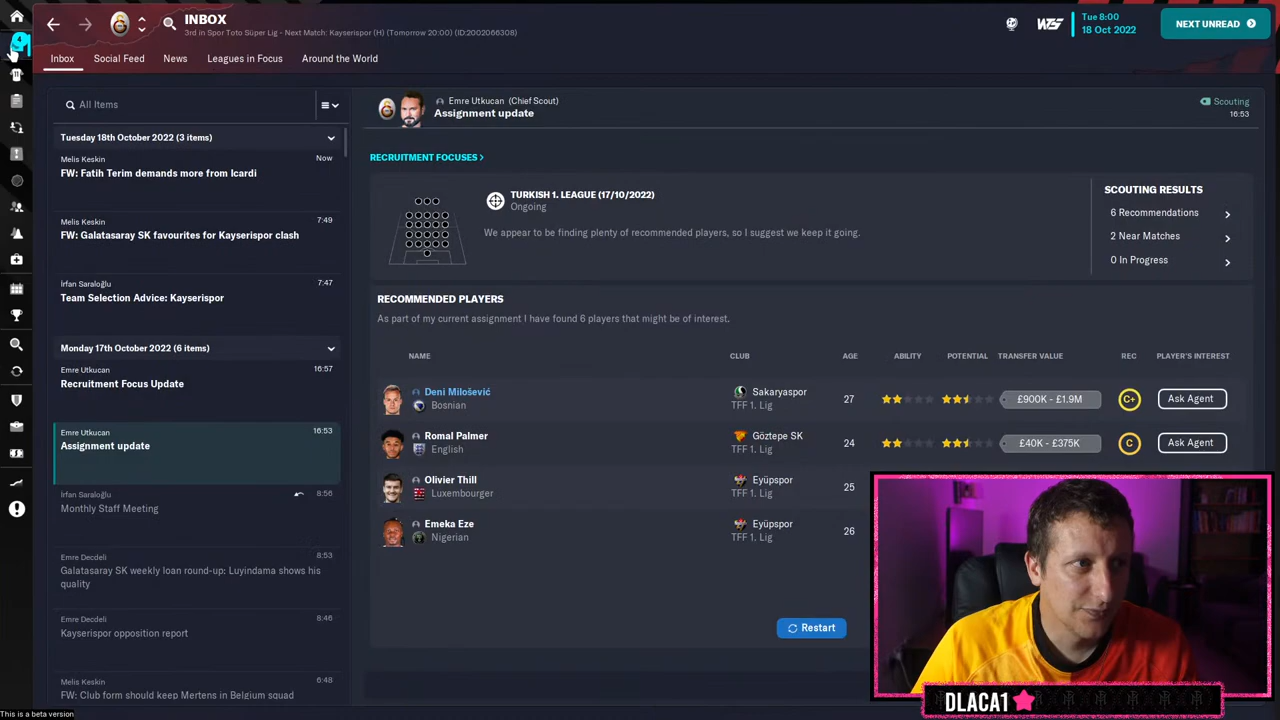 INBOX
3rd in Spor Toto Süper Lig - Next Match: Kayserispor (H) (Tomorrow 20:00) (ID:2002066308)
Tue 8:00
18 Oct 2022
NEXT UNREAD
Inbox
Social Feed
News
Leagues in Focus
Around the World
All Items
Tuesday 18th October 2022 (3 items)
Melis Keskin
Now
FW: Fatih Terim demands more from Icardi
Melis Keskin
7:49
FW: Galatasaray SK favourites for Kayserispor clash
İrfan Saraloğlu
7:47
Team Selection Advice: Kayserispor
Monday 17th October 2022 (6 items)
Emre Utkucan
16:57
Recruitment Focus Update
Emre Utkucan
16:53
Assignment update
İrfan Saraloğlu
8:56
Monthly Staff Meeting
Emre Decdeli
8:53
Galatasaray SK weekly loan round-up: Luyindama shows his
quality
Emre Decdeli
8:46
Kayserispor opposition report
Melis Keskin
6:48
FW: Club form should keep Mertens in Belgium squad
Emre Utkucan (Chief Scout)
Assignment update
Scouting
16:53
RECRUITMENT FOCUSES
TURKISH 1. LEAGUE (17/10/2022)
Ongoing
We appear to be finding plenty of recommended players, so I suggest we keep it going.
SCOUTING RESULTS
6 Recommendations
2 Near Matches
0 In Progress
RECOMMENDED PLAYERS
As part of my current assignment I have found 6 players that might be of interest.
NAME CLUB AGE ABILITY POTENTIAL TRANSFER VALUE REC PLAYER'S INTEREST
Deni Milošević
Bosnian
Sakaryaspor
TFF 1. Lig
27
£900K - £1.9M
C+
Ask Agent
Romal Palmer
English
Göztepe SK
TFF 1. Lig
24
£40K - £375K
C
Ask Agent
Olivier Thill
Luxembourger
Eyüpspor
TFF 1. Lig
25
Emeka Eze
Nigerian
Eyüpspor
TFF 1. Lig
26
Restart
DLACA1
This is a beta version